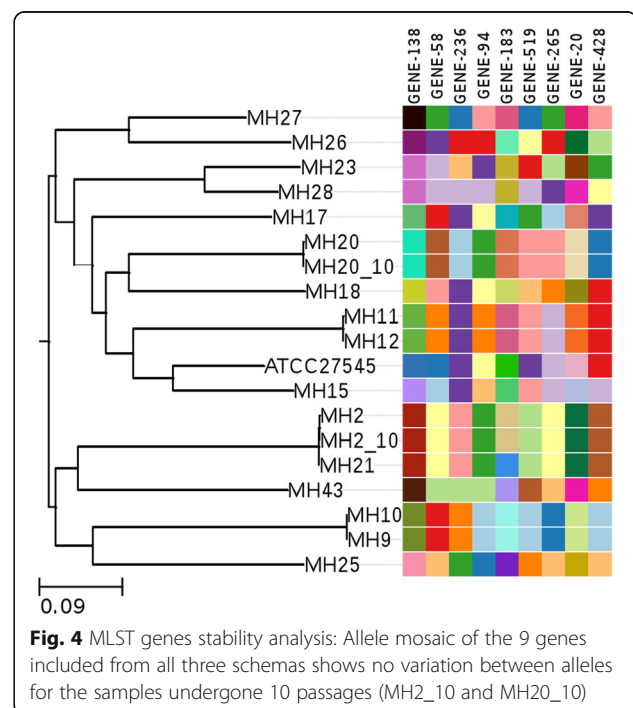 GENE-138
GENE-58
GENE-236
GENE-94
GENE-183
GENE-519
GENE-265
GENE-20
GENE-428
MH27
MH26
MH23
MH28
MH17
MH20
MH20_10
MH18
MH11
MH12
ATCC27545
MH15
MH2
MH2_10
MH21
MH43
MH10
MH9
MH25
0.09
Fig. 4 MLST genes stability analysis: Allele mosaic of the 9 genes
included from all three schemas shows no variation between alleles
for the samples undergone 10 passages (MH2_10 and MH20_10)